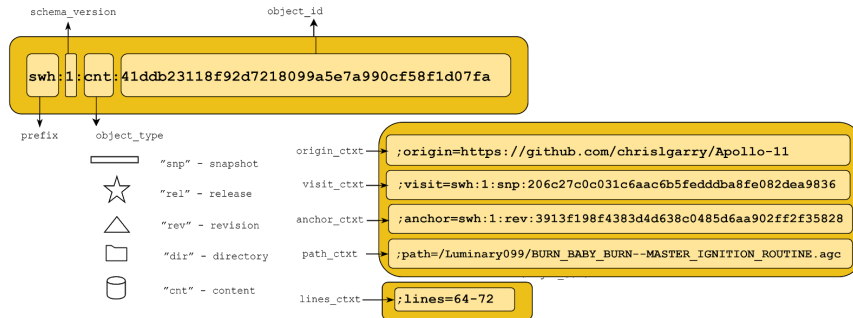 schema_version
object_id
swh:1:cnt:41ddb23118f92d7218099a5e7a990cf58f1d07fa
prefix
object_type
"snp" - snapshot
"rel" - release
"rev" - revision
"dir" - directory
"cnt" - content
origin_ctxt
;origin=https://github.com/chrislgarry/Apollo-11
visit_ctxt
;visit=swh:1:snp:206c27c0c031c6aac6b5fedddba8fe082dea9836
anchor_ctxt
;anchor=swh:1:rev:3913f198f4383d4d638c0485d6aa902ff2f35828
path_ctxt
;path=/Luminary099/BURN_BABY_BURN--MASTER_IGNITION_ROUTINE.agc
lines_ctxt
;lines=64-72